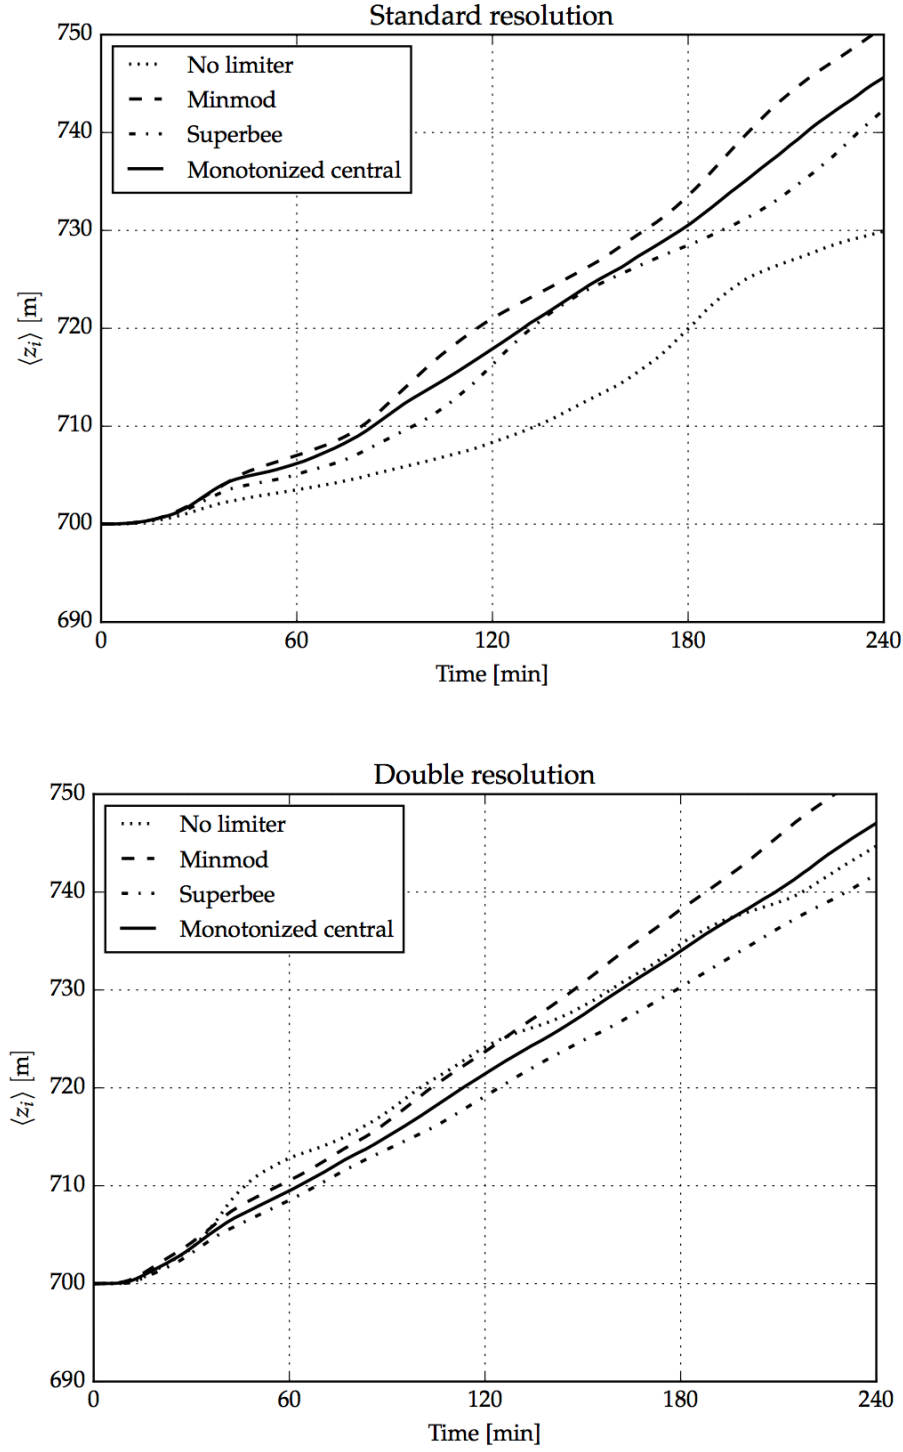 Standard resolution
750
740
730
720
710
700
690
⟨zᵢ⟩ [m]
No limiter
Minmod
Superbee
Monotonized central
0 60 120 180 240
Time [min]
Double resolution
750
740
730
720
710
700
690
⟨zᵢ⟩ [m]
No limiter
Minmod
Superbee
Monotonized central
0 60 120 180 240
Time [min]